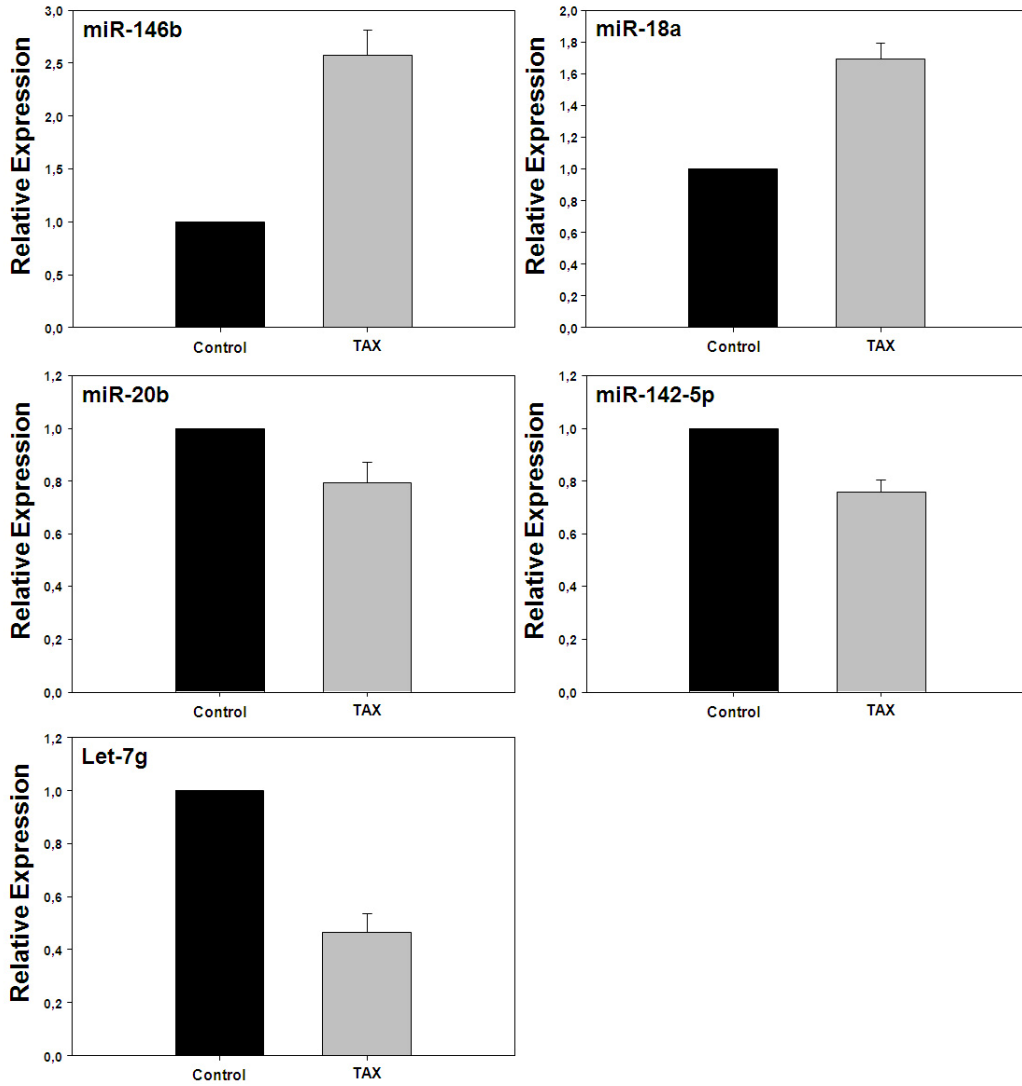 miR-146b
Relative Expression
3,0
2,5
2,0
1,5
1,0
0,5
0,0
Control
TAX
miR-18a
Relative Expression
2,0
1,8
1,6
1,4
1,2
1,0
0,8
0,6
0,4
0,2
0,0
Control
TAX
miR-20b
Relative Expression
1,2
1,0
0,8
0,6
0,4
0,2
0,0
Control
TAX
miR-142-5p
Relative Expression
1,2
1,0
0,8
0,6
0,4
0,2
0,0
Control
TAX
Let-7g
Relative Expression
1,2
1,0
0,8
0,6
0,4
0,2
0,0
Control
TAX